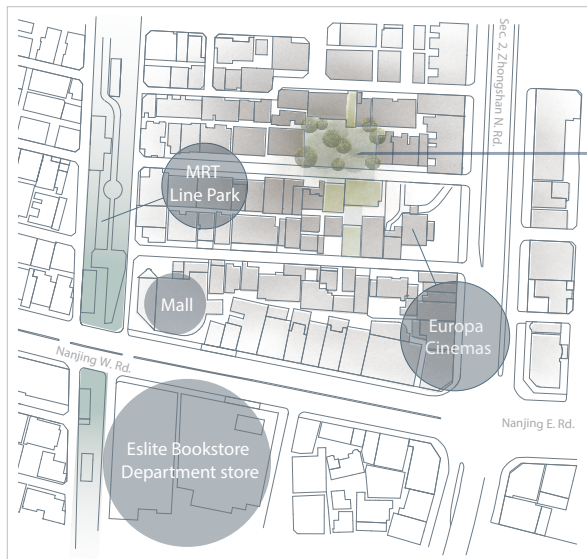 Sec. 2, Zhongshan N. Rd.
MRT
Line Park
Mall
Europa
Cinemas
Nanjing W. Rd.
Nanjing E. Rd.
Eslite Bookstore
Department store